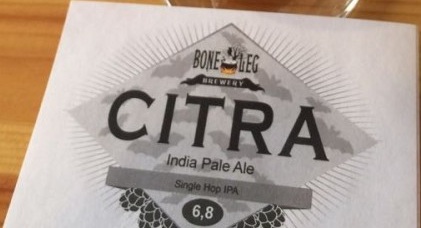 BONE LEG
BREWERY
CITRA
India Pale Ale
Single Hop IPA
6,8